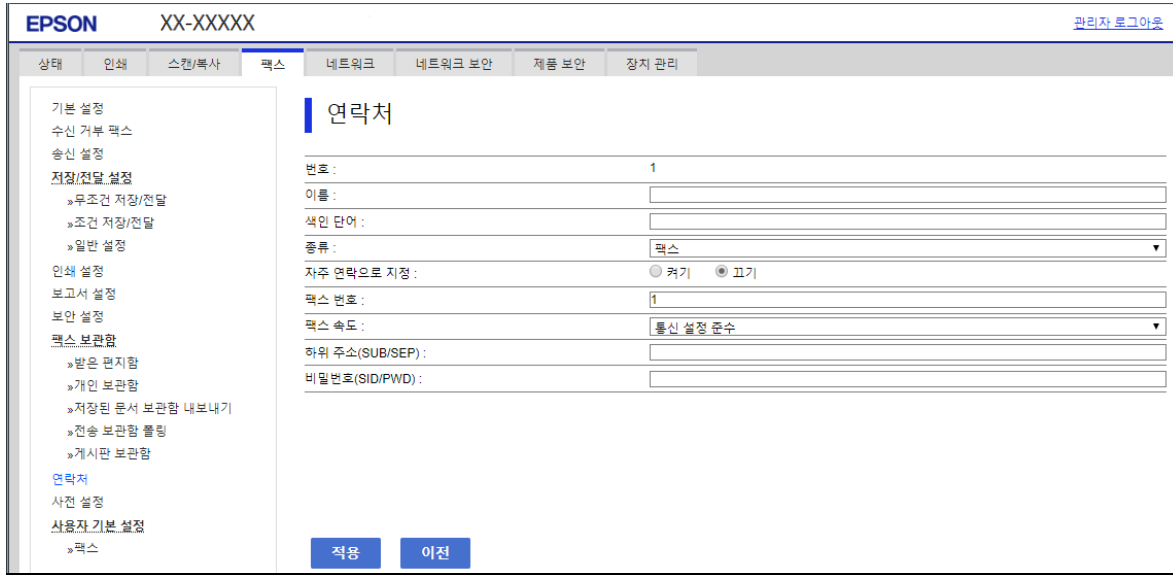 EPSON XX-XXXXX 관리자 로그아웃
상태 인쇄 스캔/복사 팩스 네트워크 네트워크 보안 제품 보안 장치 관리
기본 설정
수신 거부 팩스
송신 설정
저장/전달 설정
»무조건 저장/전달
»조건 저장/전달
»일반 설정
인쇄 설정
보고서 설정
보안 설정
팩스 보관함
»받은 편지함
»개인 보관함
»저장된 문서 보관함 내보내기
»전송 보관함 폴링
»게시판 보관함
연락처
사전 설정
사용자 기본 설정
»팩스
연락처
번호 : 1
이름 :
색인 단어 :
종류 : 팩스
자주 연락으로 지정 : 켜기 끄기
팩스 번호 : 1
팩스 속도 : 통신 설정 준수
하위 주소(SUB/SEP) :
비밀번호(SID/PWD) :
적용 이전